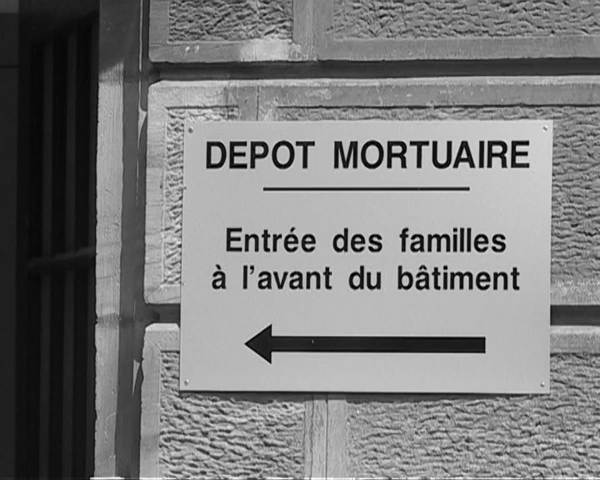 DEPOT MORTUAIRE
Entrée des familles
à l'avant du bâtiment